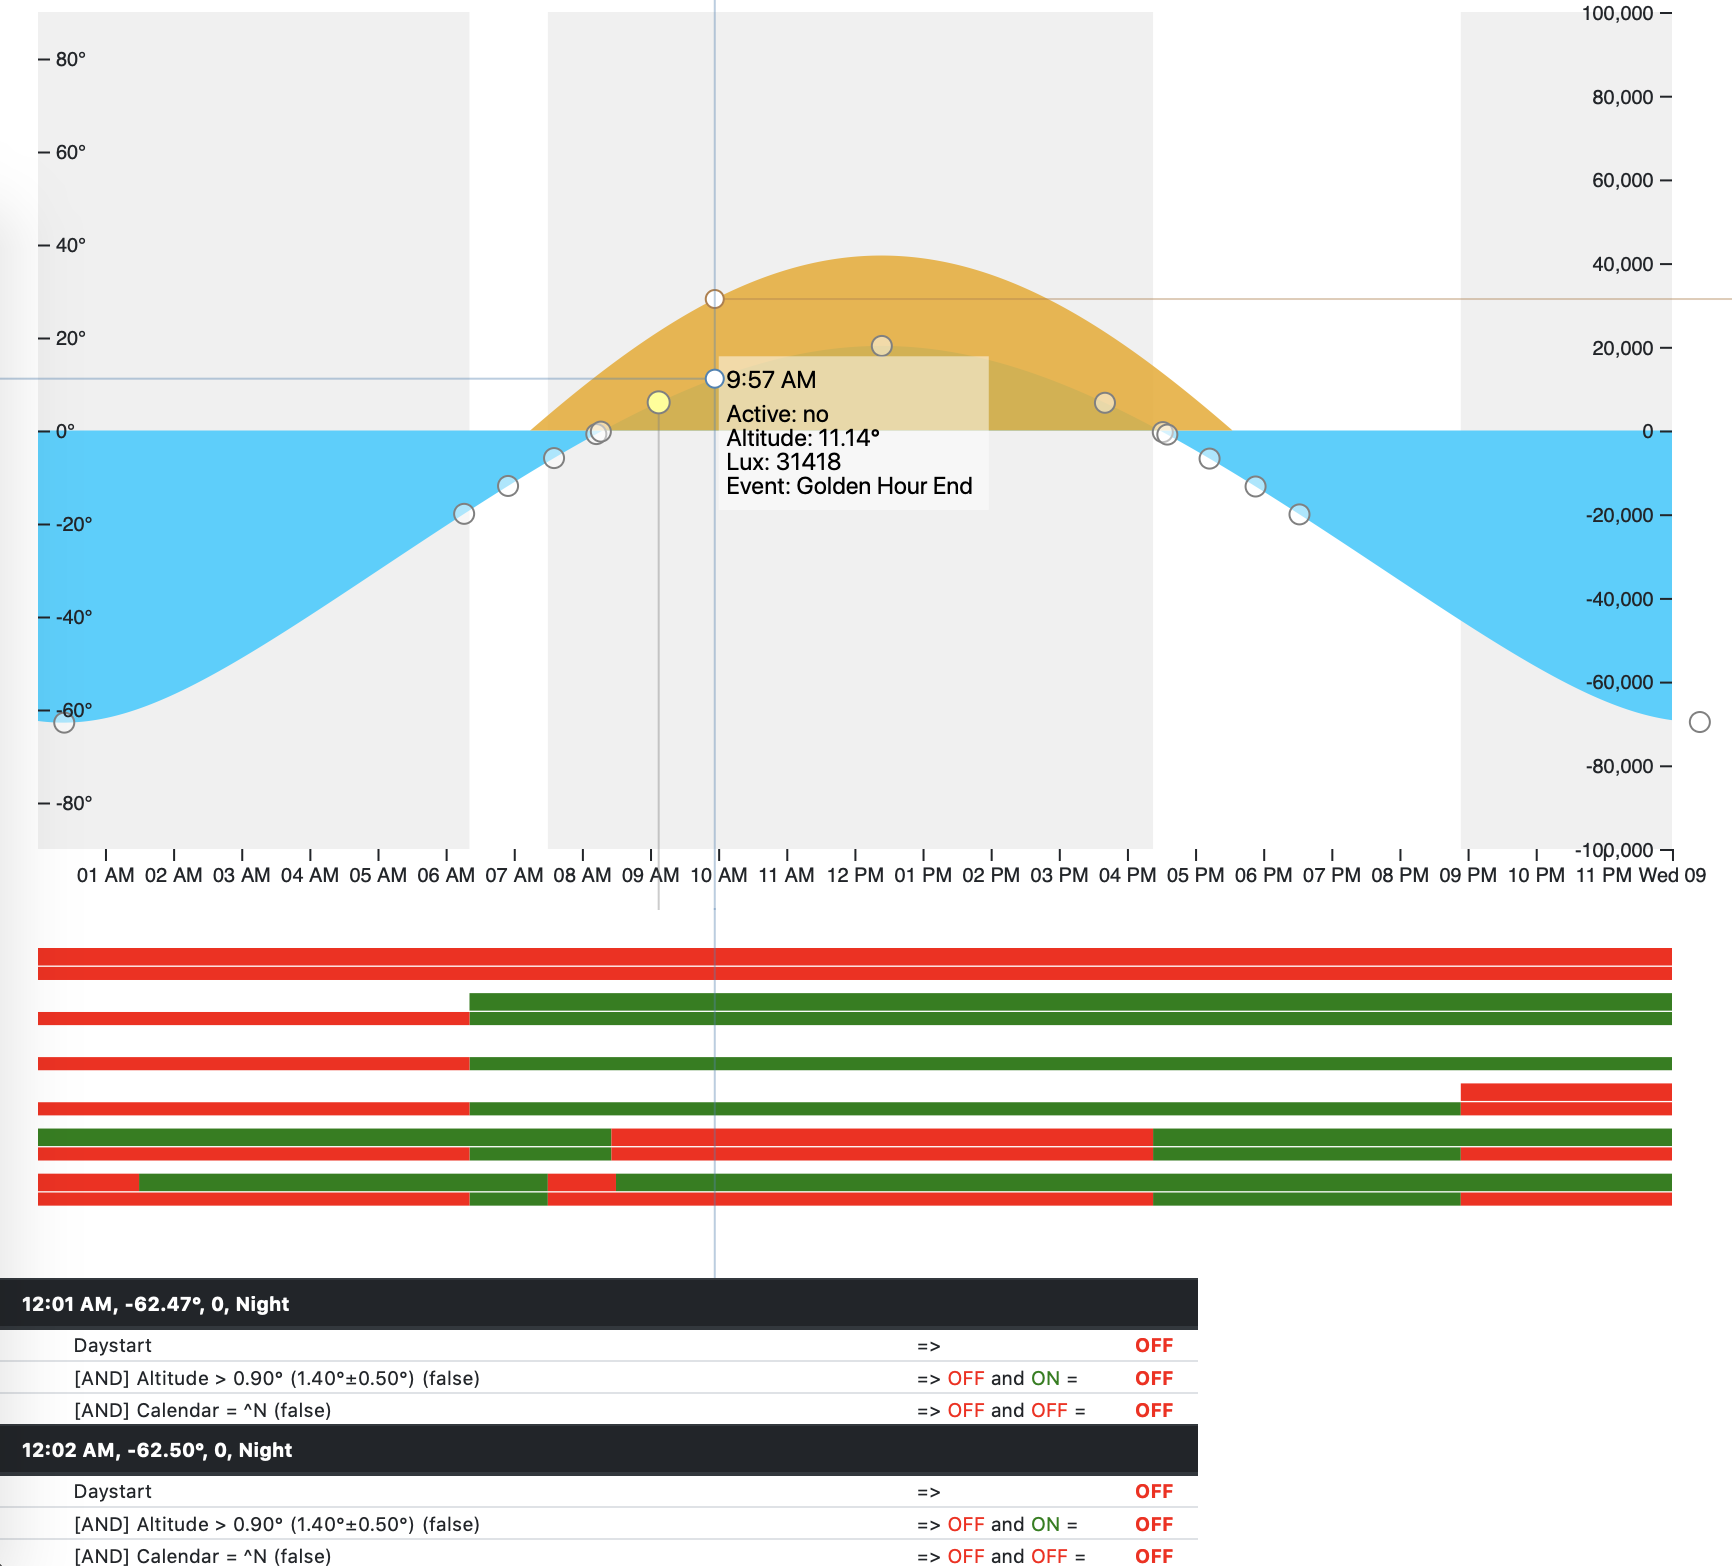 100,000
80°
80,000
60°
60,000
40°
40,000
20°
20,000
9:57 AM
Active: no
0°
0
Altitude: 11.14°
Lux: 31418
Event: Golden Hour End
-20°
-20,000
-40°
-40,000
-60°
-60,000
-80°
-80,000
-100,000
01 AM 02 AM 03 AM 04 AM 05 AM 06 AM 07 AM 08 AM 09 AM 10 AM 11 AM 12 PM 01 PM 02 PM 03 PM 04 PM 05 PM 06 PM 07 PM 08 PM 09 PM 10 PM 11 PM Wed 09
12:01 AM, -62.47°, 0, Night
Daystart => OFF
[AND] Altitude > 0.90° (1.40°±0.50°) (false) => OFF and ON = OFF
[AND] Calendar = ^N (false) => OFF and OFF = OFF
12:02 AM, -62.50°, 0, Night
Daystart => OFF
[AND] Altitude > 0.90° (1.40°±0.50°) (false) => OFF and ON = OFF
[AND] Calendar = ^N (false) => OFF and OFF = OFF